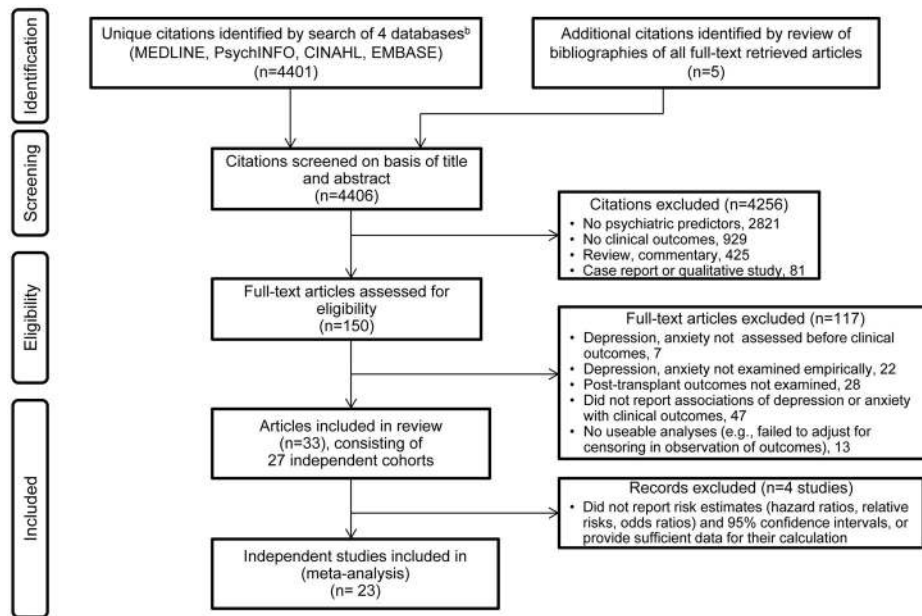 Identification
Unique citations identified by search of 4 databasesᵇ
(MEDLINE, PsychINFO, CINAHL, EMBASE)
(n=4401)
Additional citations identified by review of
bibliographies of all full-text retrieved articles
(n=5)
Screening
Citations screened on basis of title
and abstract
(n=4406)
Citations excluded (n=4256)
• No psychiatric predictors, 2821
• No clinical outcomes, 929
• Review, commentary, 425
• Case report or qualitative study, 81
Eligibility
Full-text articles assessed for
eligibility
(n=150)
Full-text articles excluded (n=117)
• Depression, anxiety not assessed before clinical
outcomes, 7
• Depression, anxiety not examined empirically, 22
• Post-transplant outcomes not examined, 28
• Did not report associations of depression or anxiety
with clinical outcomes, 47
• No useable analyses (e.g., failed to adjust for
censoring in observation of outcomes), 13
Included
Articles included in review
(n=33), consisting of
27 independent cohorts
Records excluded (n=4 studies)
• Did not report risk estimates (hazard ratios, relative
risks, odds ratios) and 95% confidence intervals, or
provide sufficient data for their calculation
Independent studies included in
(meta-analysis)
(n= 23)